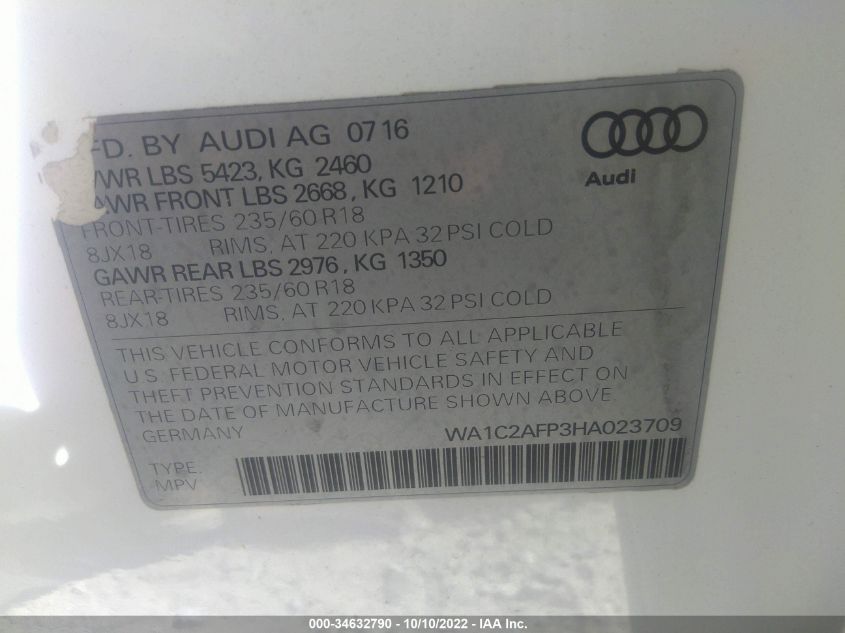 FD. BY AUDI AG 07 16
WR LBS 5423, KG 2460
AWR FRONT LBS 2668, KG 1210
FRONT-TIRES 235/60 R18
8JX18 RIMS, AT 220 KPA 32 PSI COLD
GAWR REAR LBS 2976, KG 1350
REAR-TIRES 235/60 R18
8JX18 RIMS, AT 220 KPA 32 PSI COLD
Audi
THIS VEHICLE CONFORMS TO ALL APPLICABLE
U.S. FEDERAL MOTOR VEHICLE SAFETY AND
THEFT PREVENTION STANDARDS IN EFFECT ON
THE DATE OF MANUFACTURE SHOWN ABOVE.
GERMANY WA1C2AFP3HA023709
TYPE:
MPV
000-34632790 - 10/10/2022 - IAA Inc.